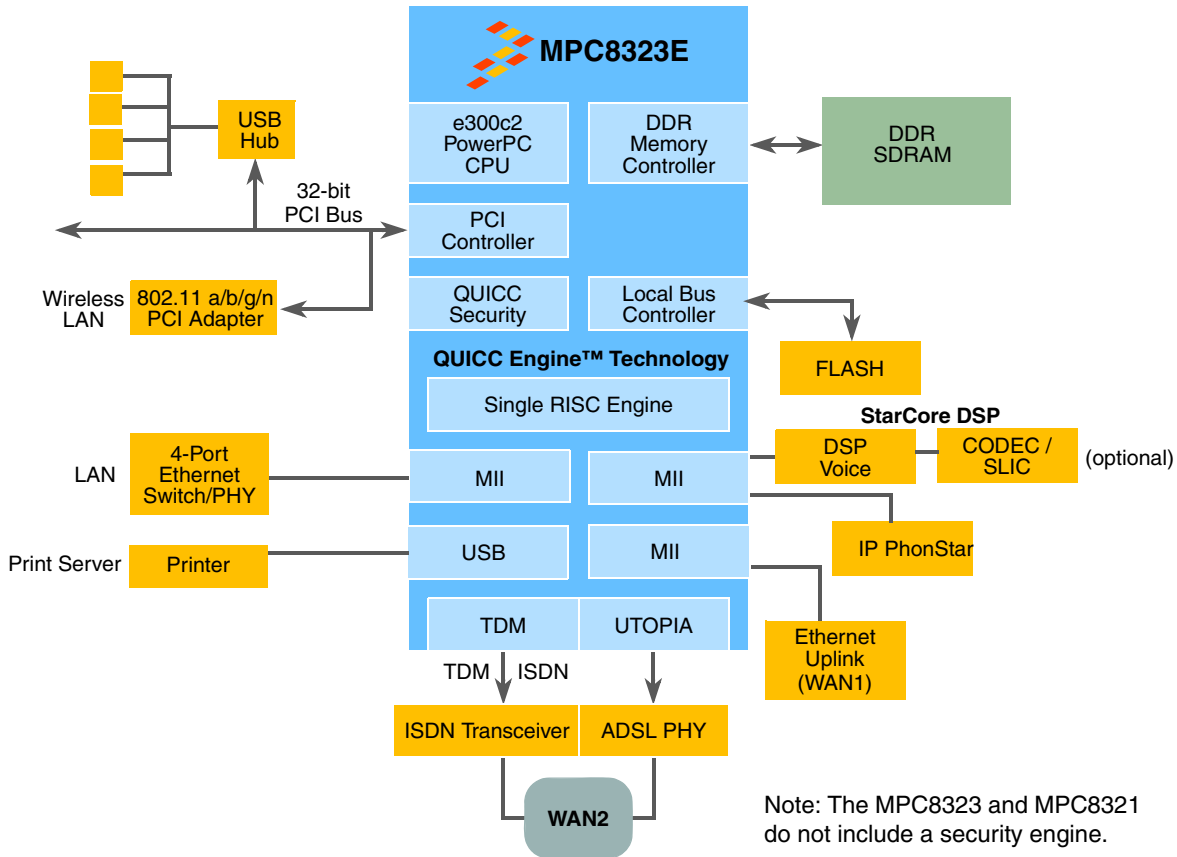 MPC8323E
e300c2
PowerPC
CPU
DDR
Memory
Controller
DDR
SDRAM
USB
Hub
32-bit
PCI Bus
PCI
Controller
Wireless
LAN
802.11 a/b/g/n
PCI Adapter
QUICC
Security
Local Bus
Controller
FLASH
QUICC Engine™ Technology
Single RISC Engine
StarCore DSP
DSP
Voice
CODEC /
SLIC
(optional)
LAN
4-Port
Ethernet
Switch/PHY
MII
MII
IP PhonStar
Print Server
Printer
USB
MII
Ethernet
Uplink
(WAN1)
TDM
UTOPIA
TDM
ISDN
ISDN Transceiver
ADSL PHY
WAN2
Note: The MPC8323 and MPC8321
do not include a security engine.